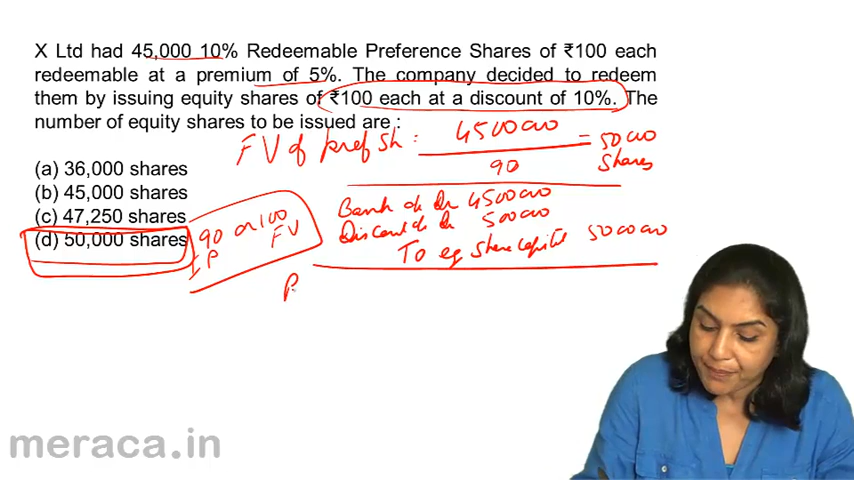 X Ltd had 45,000 10% Redeemable Preference Shares of ₹100 each
redeemable at a premium of 5%. The company decided to redeem
them by issuing equity shares of ₹100 each at a discount of 10%. The
number of equity shares to be issued are :
FV of pref sh : 4500000 = 50000
90 Shares
(a) 36,000 shares
(b) 45,000 shares
(c) 47,250 shares
(d) 50,000 shares
90 or 100
IP FV
Bank a/c dr 4500000
Discount a/c dr 500000
To eq share capital 5000000
P
meraca.in